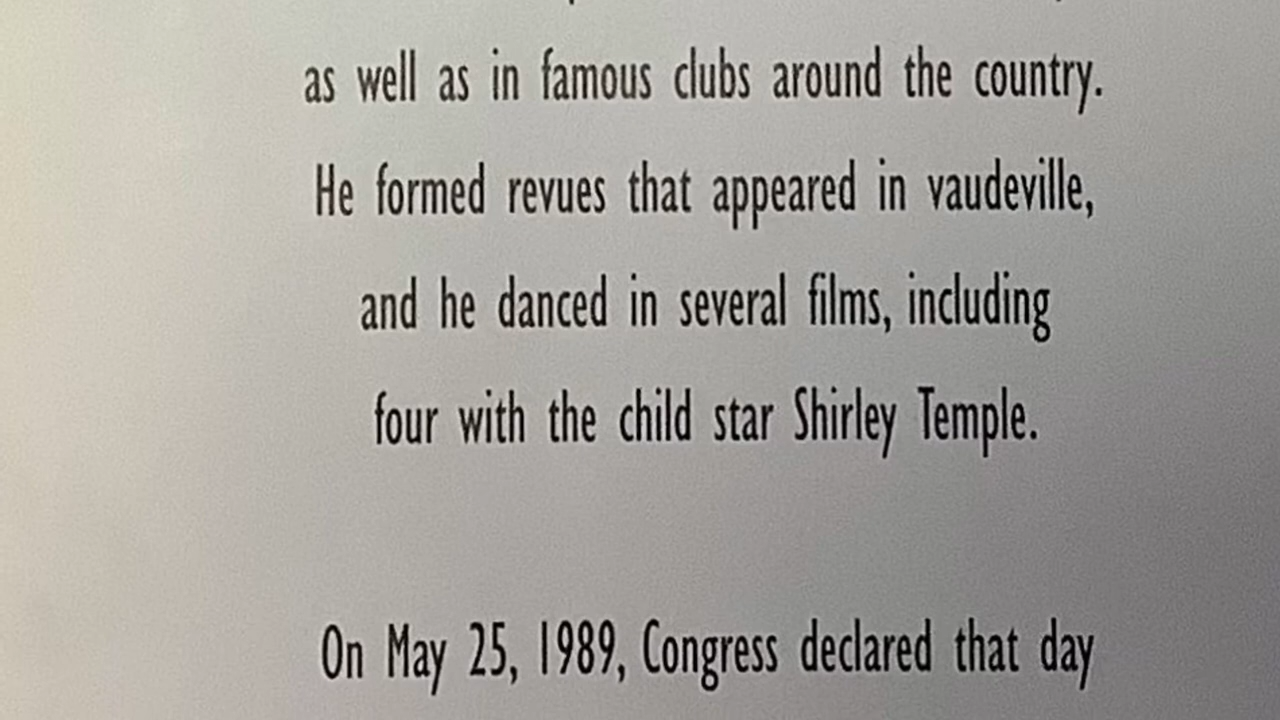 as well as in famous clubs around the country.
He formed revues that appeared in vaudeville,
and he danced in several films, including
four with the child star Shirley Temple.
On May 25, 1989, Congress declared that day